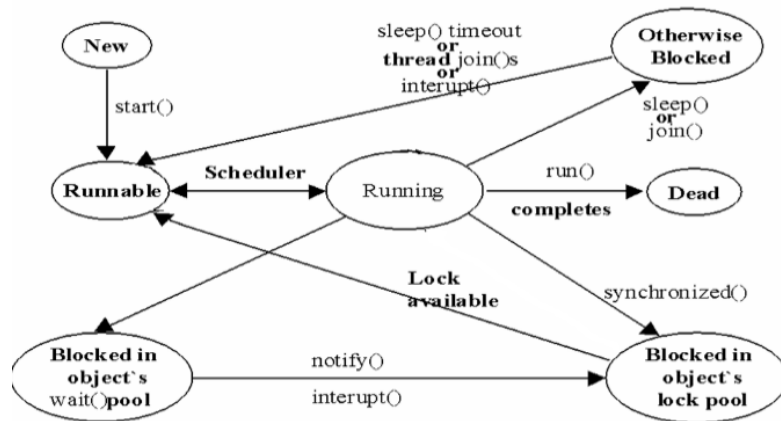 New
start()
sleep() timeout
or
thread join()s
or
interupt()
Otherwise
Blocked
sleep()
or
join()
Runnable
Scheduler
Running
run()
completes
Dead
Lock
available
synchronized()
Blocked in
object`s
wait() pool
notify()
interupt()
Blocked in
object`s
lock pool